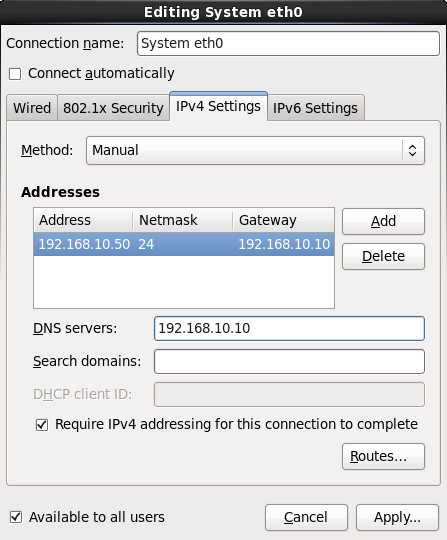 Editing System eth0
Connection name: System eth0
Connect automatically
Wired 802.1x Security IPv4 Settings IPv6 Settings
Method: Manual
Addresses
Address Netmask Gateway Add
192.168.10.50 24 192.168.10.10
Delete
DNS servers: 192.168.10.10
Search domains:
DHCP client ID:
Require IPv4 addressing for this connection to complete
Routes...
Available to all users Cancel Apply...